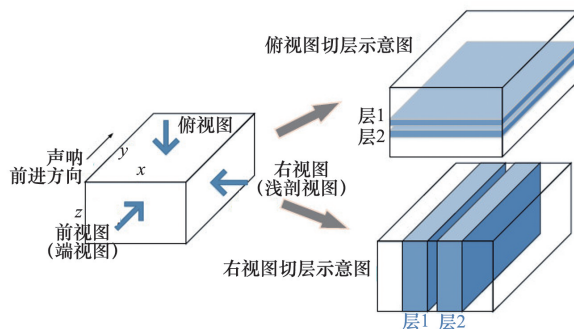 俯视图切层示意图
层1
层2
俯视图
声呐
前进方向
y
x
z
右视图
(浅剖视图)
前视图
(端视图)
右视图切层示意图
层1
层2